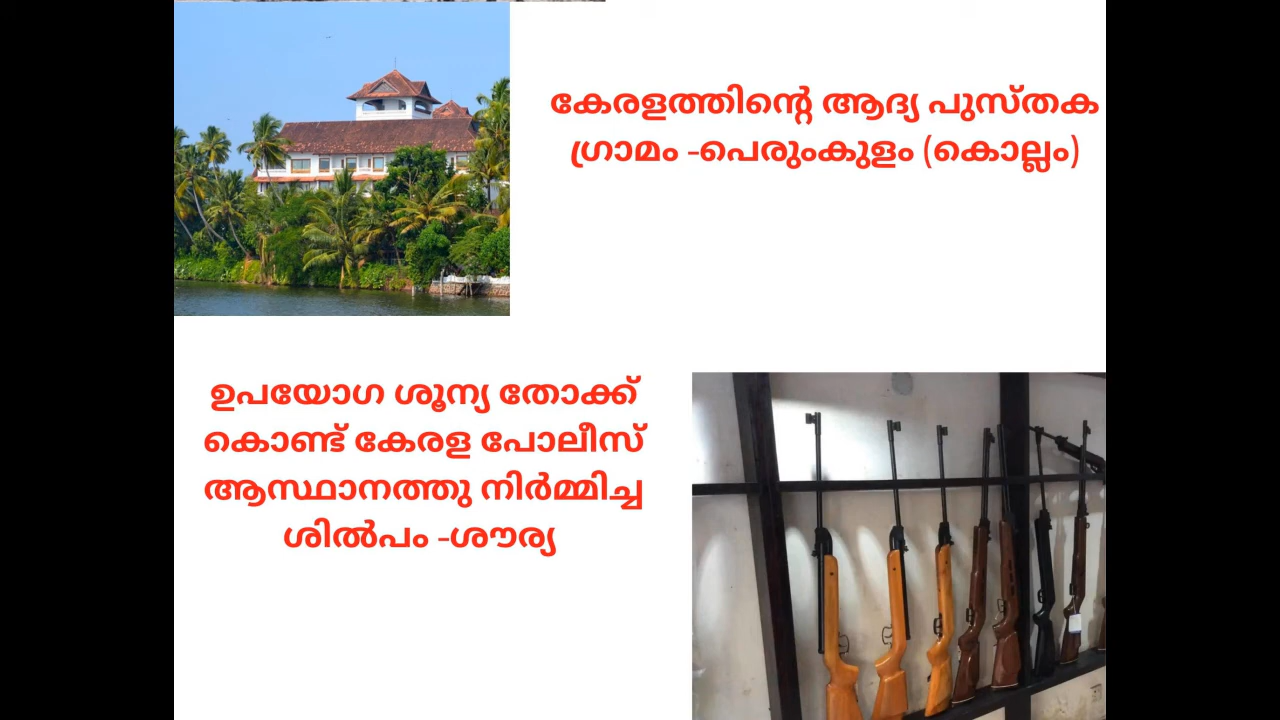 കേരളത്തിന്റെ ആദ്യ പുസ്തക
ഗ്രാമം -പെരുംകുളം (കൊല്ലം)
ഉപയോഗ ശൂന്യ തോക്ക്
കൊണ്ട് കേരള പോലീസ്
ആസ്ഥാനത്തു നിർമ്മിച്ച
ശിൽപം -ശൗര്യ